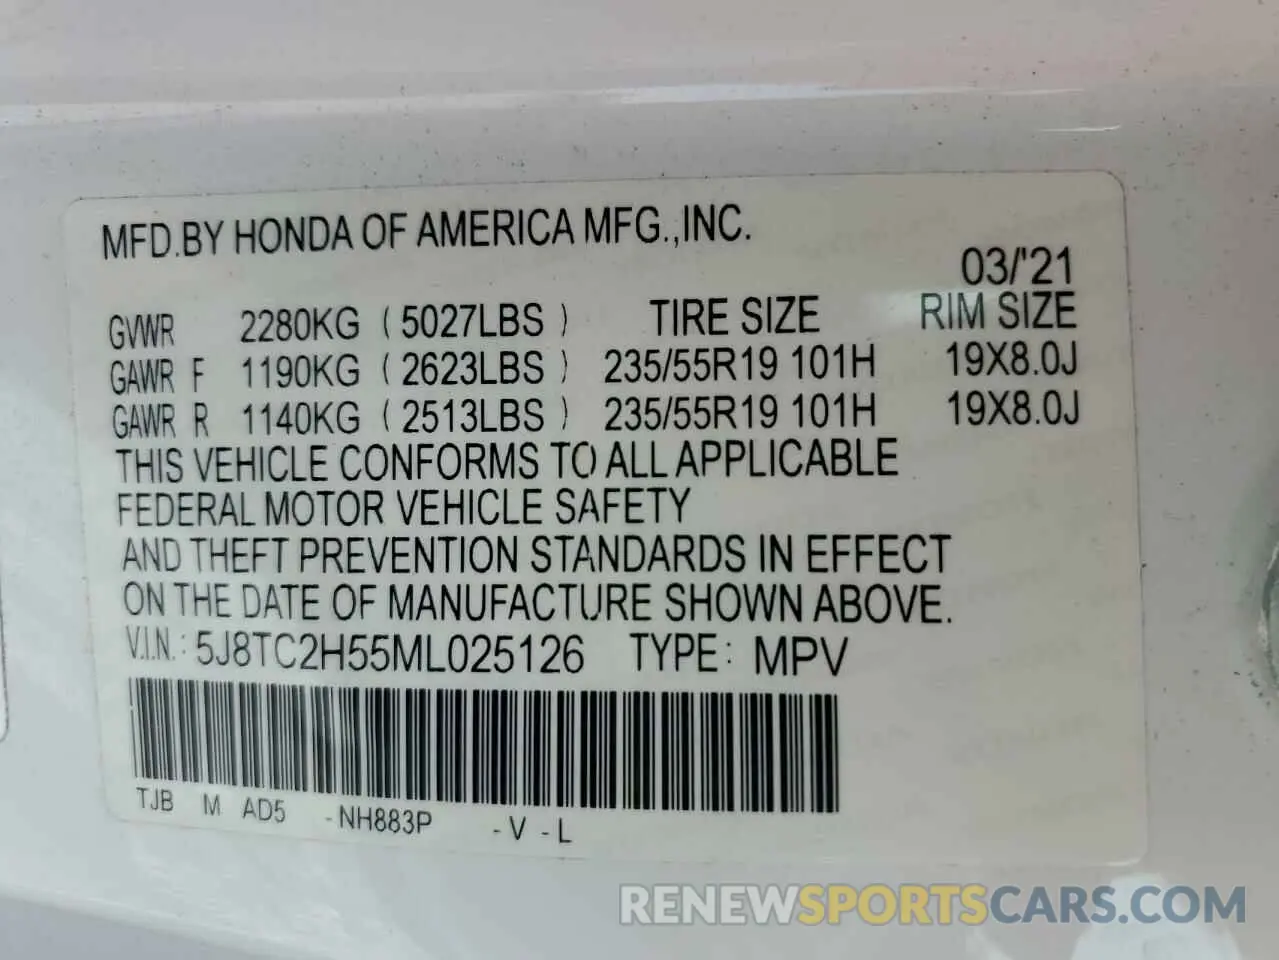 MFD.BY HONDA OF AMERICA MFG.,INC.
03/'21
GVWR 2280KG (5027LBS) TIRE SIZE RIM SIZE
GAWR F 1190KG (2623LBS) 235/55R19 101H 19X8.0J
GAWR R 1140KG (2513LBS) 235/55R19 101H 19X8.0J
THIS VEHICLE CONFORMS TO ALL APPLICABLE
FEDERAL MOTOR VEHICLE SAFETY
AND THEFT PREVENTION STANDARDS IN EFFECT
ON THE DATE OF MANUFACTURE SHOWN ABOVE.
V.I.N.: 5J8TC2H55ML025126 TYPE: MPV
TJB M AD5 -NH883P -V -L
RENEWSPORTSCARS.COM